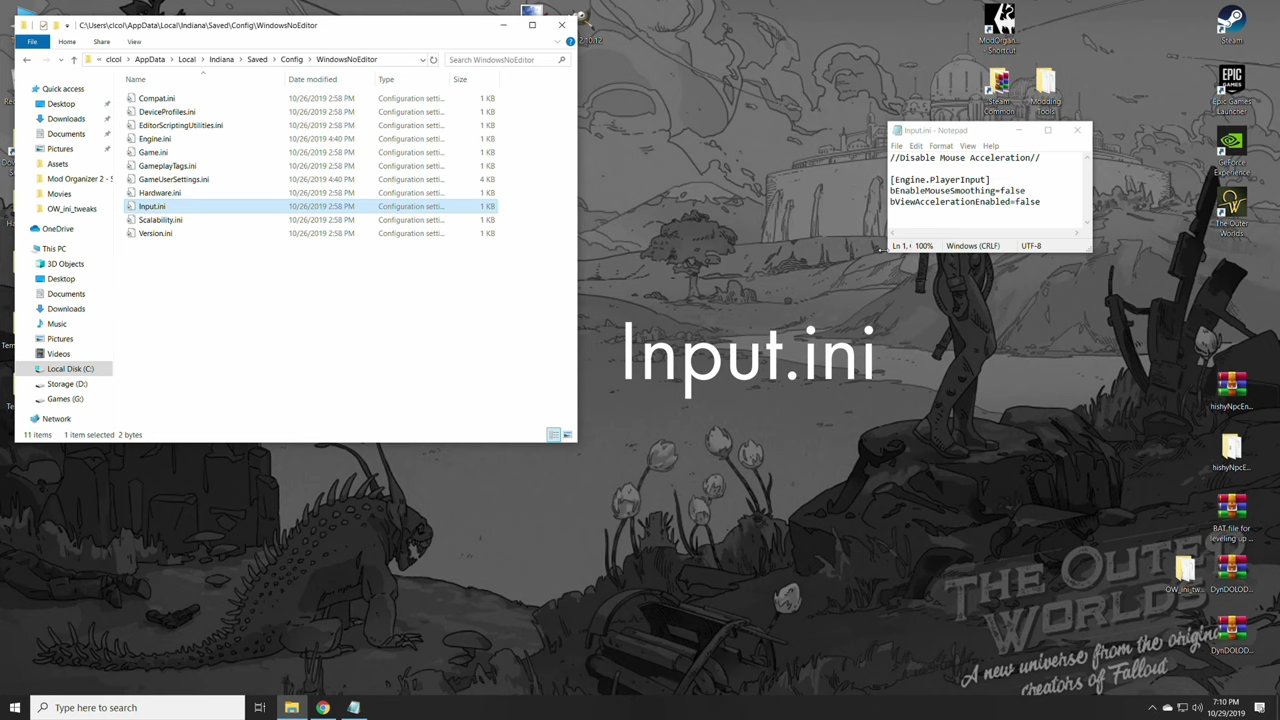 C:\Users\clcol\AppData\Local\Indiana\Saved\Config\WindowsNoEditor
File Home Share View
« clcol > AppData > Local > Indiana > Saved > Config > WindowsNoEditor
Search WindowsNoEditor
Name Date modified Type Size
Compat.ini 10/26/2019 2:58 PM Configuration setti... 1 KB
DeviceProfiles.ini 10/26/2019 2:58 PM Configuration setti... 1 KB
EditorScriptingUtilities.ini 10/26/2019 2:58 PM Configuration setti... 1 KB
Engine.ini 10/26/2019 4:40 PM Configuration setti... 1 KB
Game.ini 10/26/2019 2:58 PM Configuration setti... 1 KB
GameplayTags.ini 10/26/2019 2:58 PM Configuration setti... 1 KB
GameUserSettings.ini 10/26/2019 4:40 PM Configuration setti... 4 KB
Hardware.ini 10/26/2019 2:58 PM Configuration setti... 1 KB
Input.ini 10/26/2019 2:58 PM Configuration setti... 1 KB
Scalability.ini 10/26/2019 2:58 PM Configuration setti... 1 KB
Version.ini 10/26/2019 2:58 PM Configuration setti... 1 KB
Quick access
Desktop
Downloads
Documents
Pictures
Assets
Mod Organizer 2 - S
Movies
OW_ini_tweaks
OneDrive
This PC
3D Objects
Desktop
Documents
Downloads
Music
Pictures
Videos
Local Disk (C:)
Storage (D:)
Games (G:)
Network
11 items 1 item selected 2 bytes
ModOrgan...
- Shortcut
Steam
Common
Modding
Tools
Steam
Epic Games
Launcher
GeForce
Experience
The Outer
Worlds
Input.ini - Notepad
File Edit Format View Help
//Disable Mouse Acceleration//
[Engine.PlayerInput]
bEnableMouseSmoothing=false
bViewAccelerationEnabled=false
Ln 1, 100% Windows (CRLF) UTF-8
Input.ini
hishyNpcEn...
hishyNpcE...
BAT file for
leveling up ...
OW_ini_tw...
DynDOLOD...
DynDOLOD...
THE OUTER
WORLDS
A new universe from the original
creators of Fallout
Type here to search
7:10 PM
10/29/2019